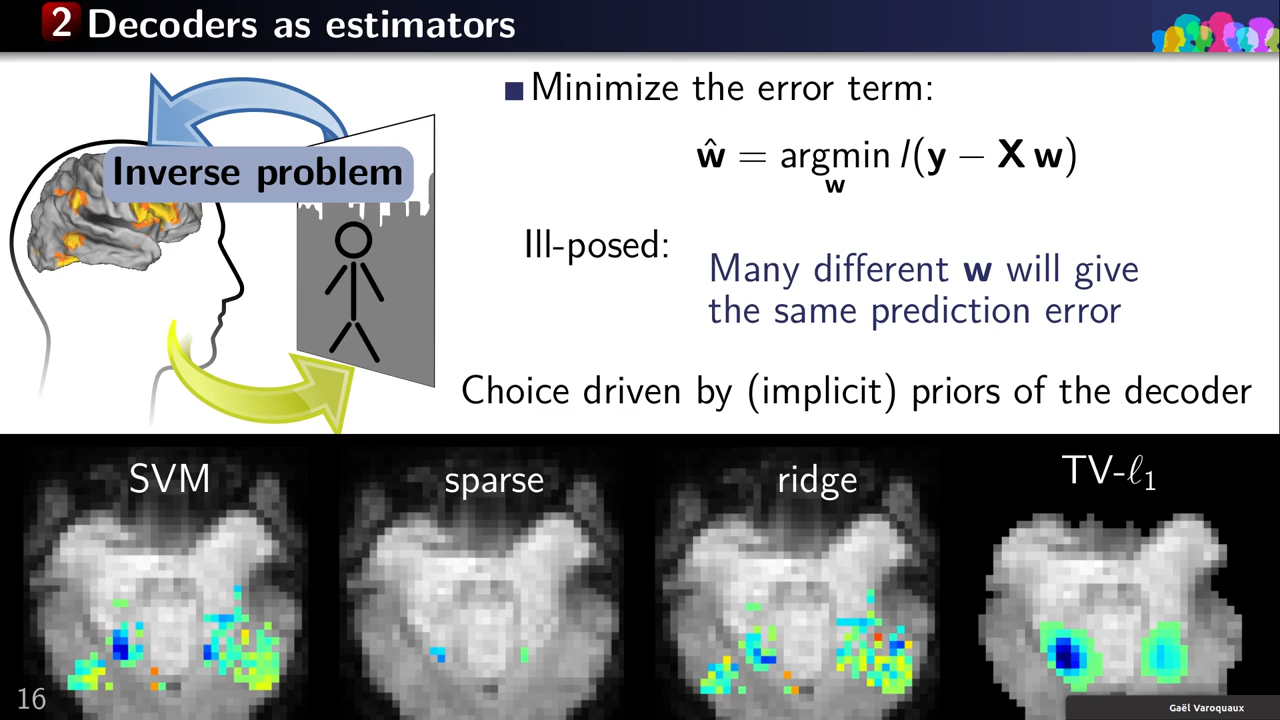 2 Decoders as estimators
Inverse problem
Minimize the error term:
ŵ = argmin l(y − X w)
w
Ill-posed:
Many different w will give
the same prediction error
Choice driven by (implicit) priors of the decoder
SVM
sparse
ridge
TV-ℓ₁
16
Gaël Varoquaux